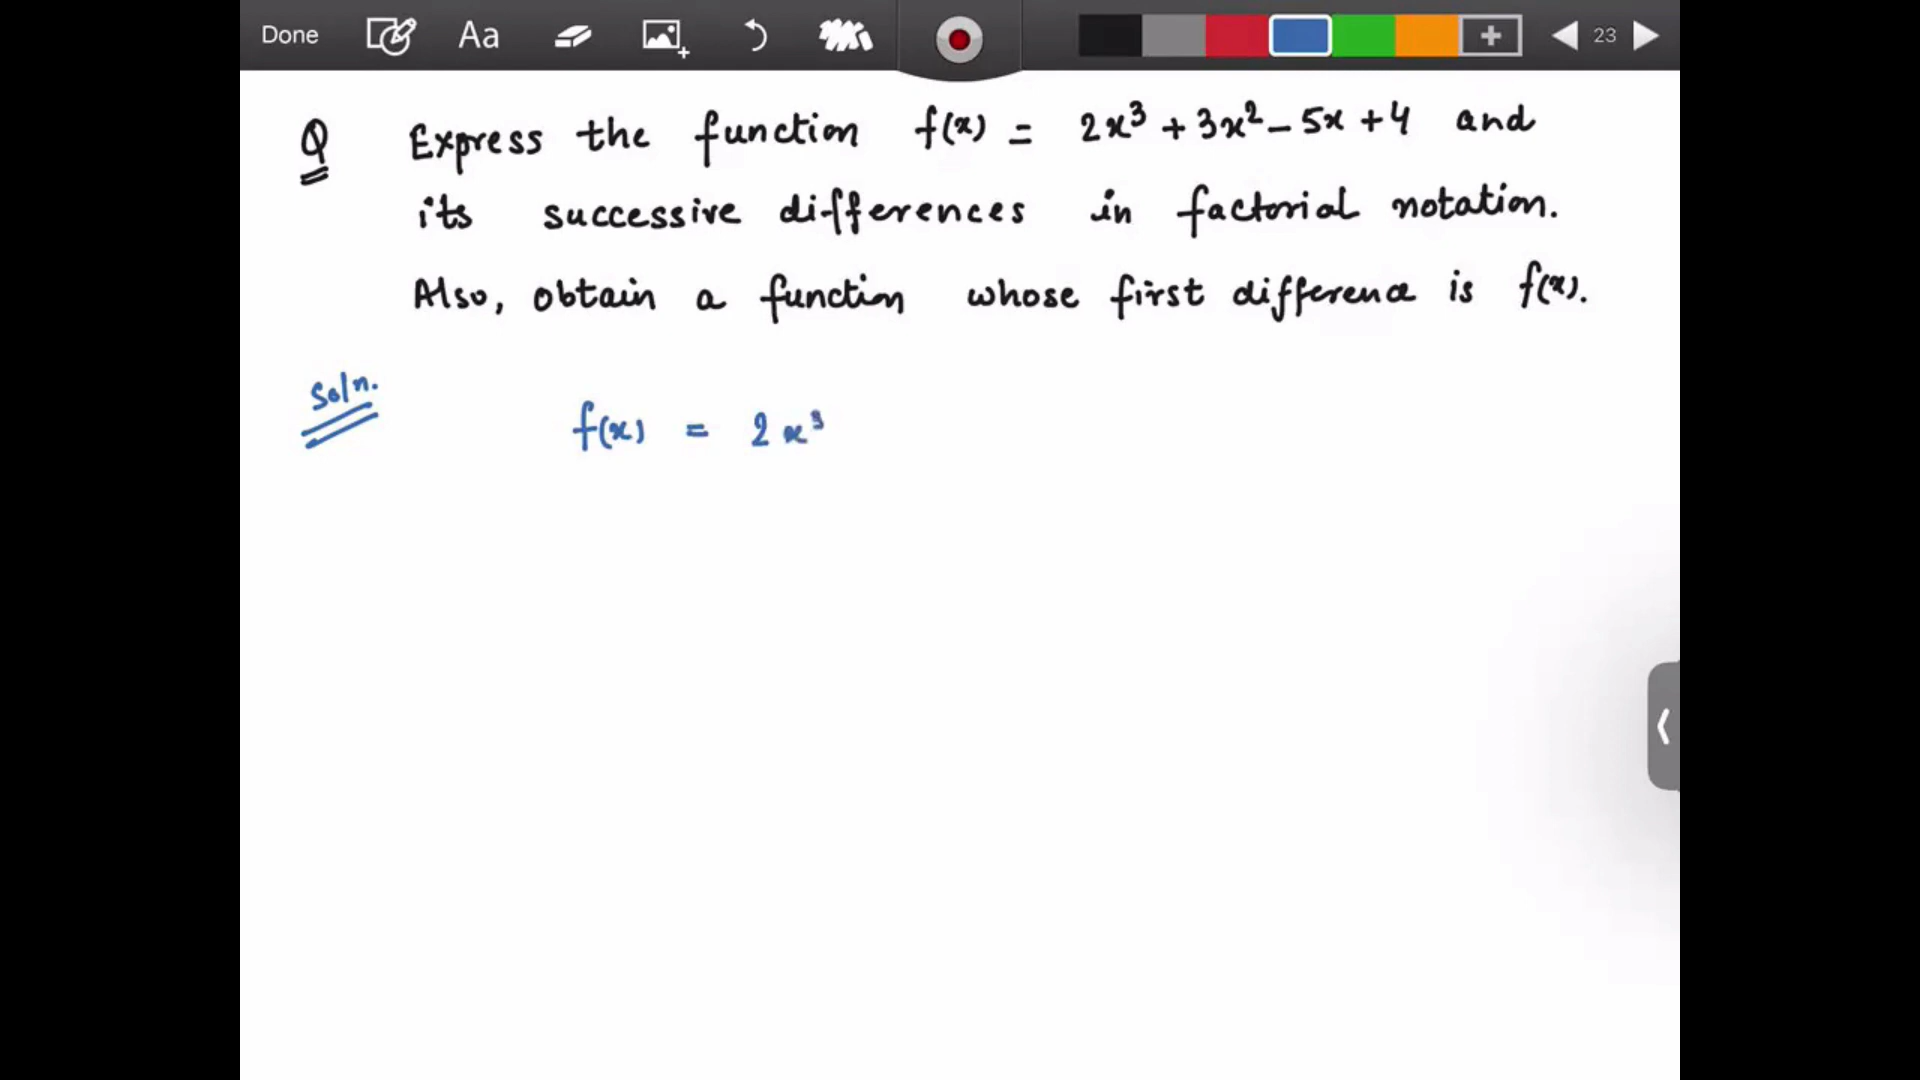 Done Aa 23
Q Express the function f(x) = 2x³ + 3x² - 5x + 4 and
its successive differences in factorial notation.
Also, obtain a function whose first difference is f(x).
Soln.
f(x) = 2x³